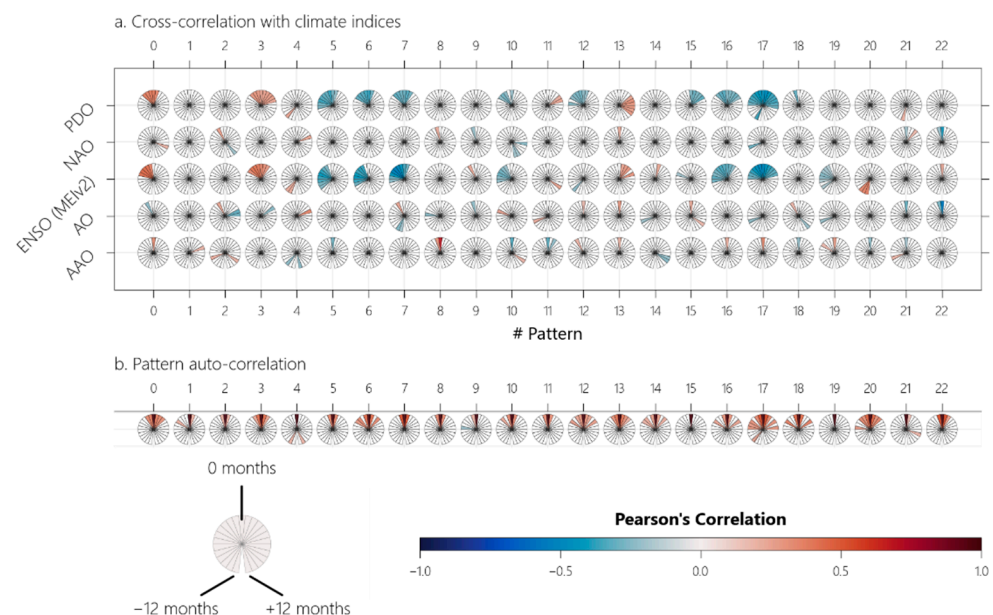 a. Cross-correlation with climate indices
0 1 2 3 4 5 6 7 8 9 10 11 12 13 14 15 16 17 18 19 20 21 22
PDO
NAO
ENSO (MEIv2)
AO
AAO
0 1 2 3 4 5 6 7 8 9 10 11 12 13 14 15 16 17 18 19 20 21 22
# Pattern
b. Pattern auto-correlation
0 1 2 3 4 5 6 7 8 9 10 11 12 13 14 15 16 17 18 19 20 21 22
0 months
−12 months +12 months
Pearson's Correlation
−1.0 −0.5 0.0 0.5 1.0